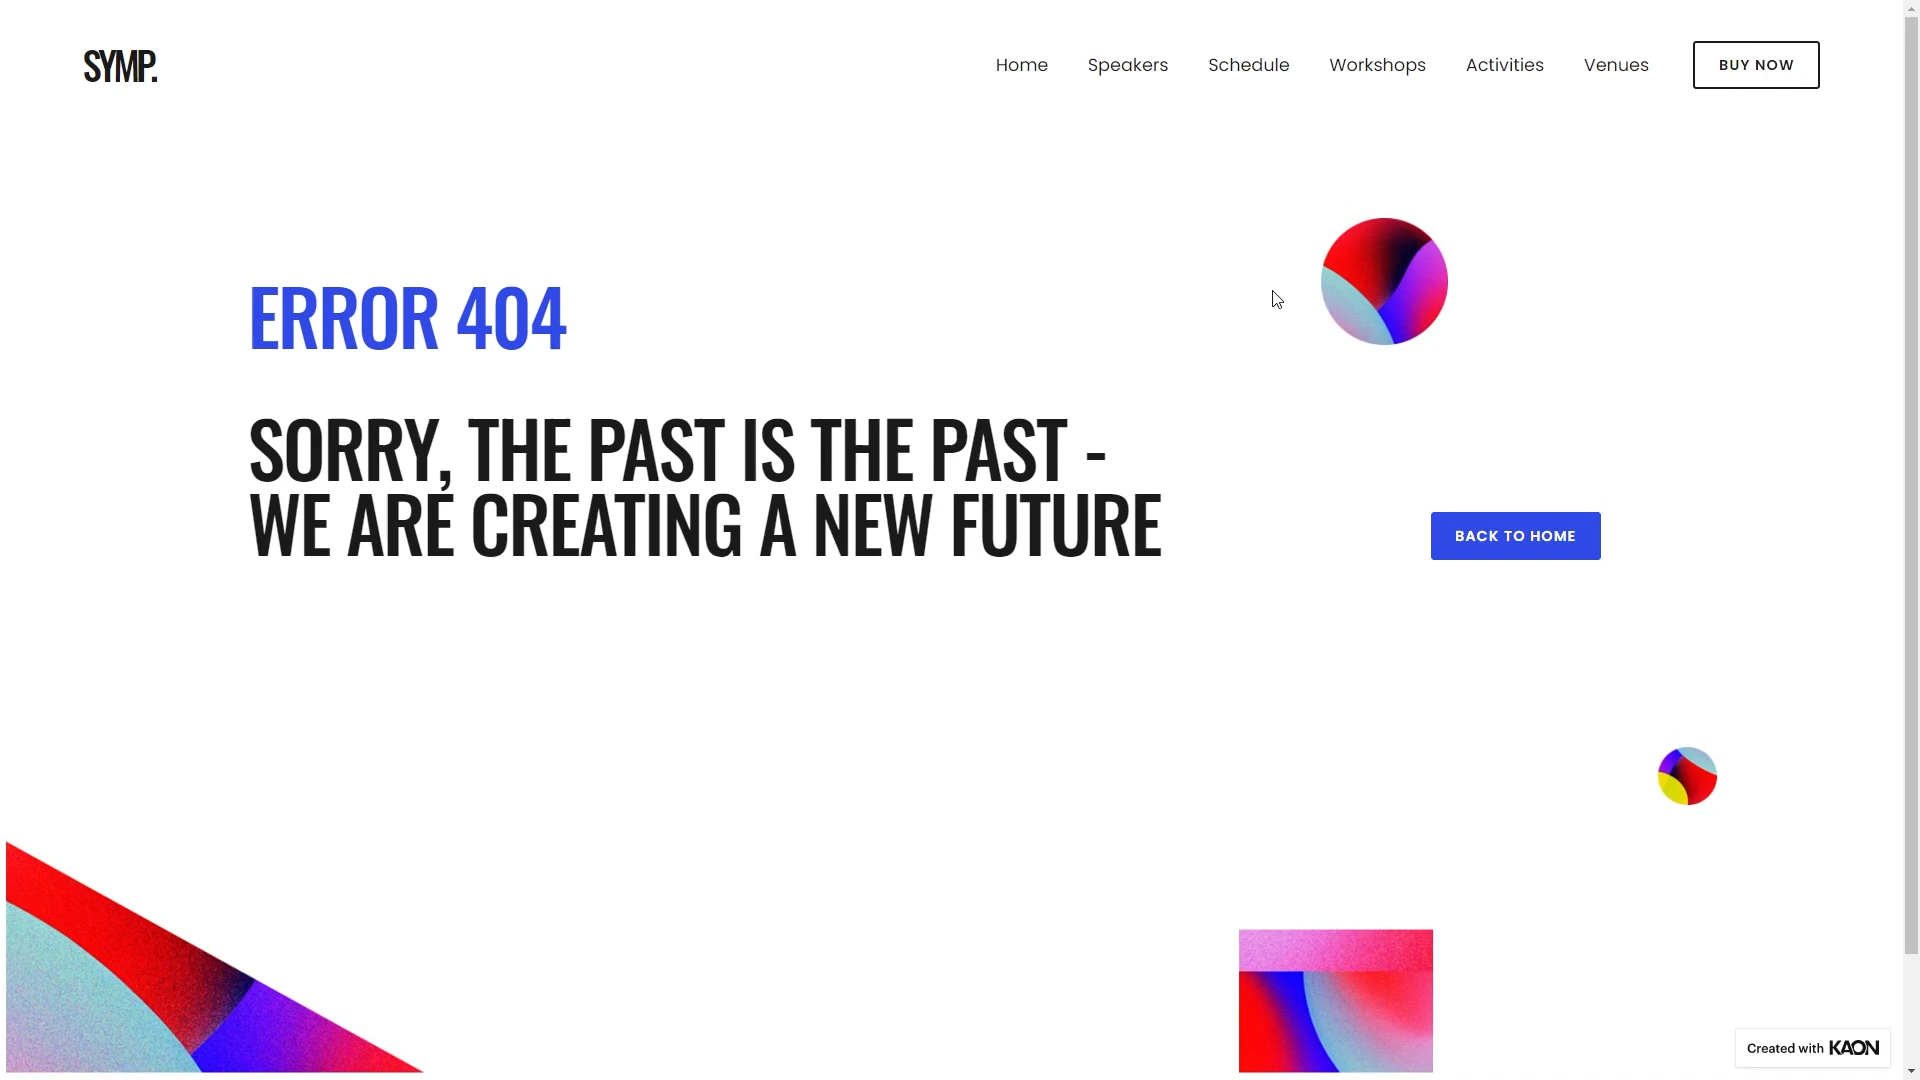 SYMP.
Home
Speakers
Schedule
Workshops
Activities
Venues
BUY NOW
ERROR 404
SORRY, THE PAST IS THE PAST -
WE ARE CREATING A NEW FUTURE
BACK TO HOME
Created with KAON